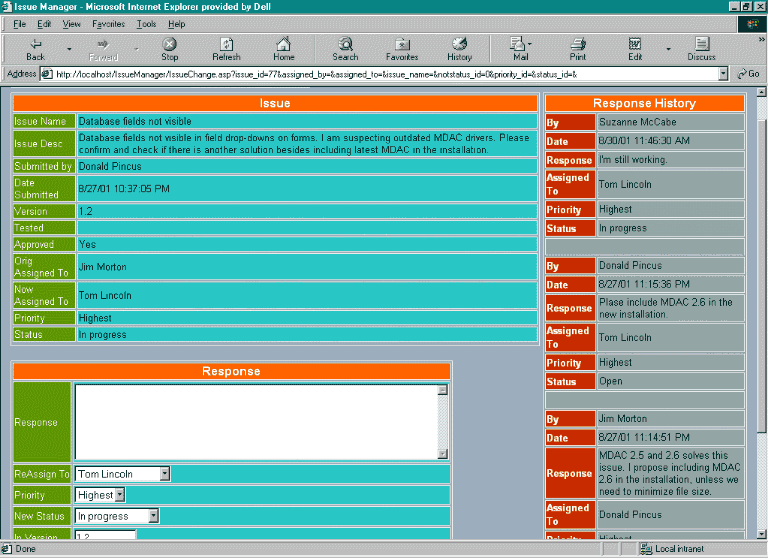 Issue Manager - Microsoft Internet Explorer provided by Dell
File Edit View Favorites Tools Help
Back Forward Stop Refresh Home Search Favorites History Mail Print Edit Discuss
Address http://localhost/IssueManager/IssueChange.asp?issue_id=77&assigned_by=&assigned_to=&issue_name=&notstatus_id=0&priority_id=&status_id=& Go
Issue
Issue Name Database fields not visible
Issue Desc Database fields not visible in field drop-downs on forms. I am suspecting outdated MDAC drivers. Please
confirm and check if there is another solution besides including latest MDAC in the installation.
Submitted by Donald Pincus
Date
Submitted 8/27/01 10:37:05 PM
Version 1.2
Tested
Approved Yes
Orig
Assigned To Jim Morton
Now
Assigned To Tom Lincoln
Priority Highest
Status In progress
Response
Response
ReAssign To Tom Lincoln
Priority Highest
New Status In progress
In Version 1.2
Response History
By Suzanne McCabe
Date 8/30/01 11:46:30 AM
Response I'm still working.
Assigned
To Tom Lincoln
Priority Highest
Status In progress
By Donald Pincus
Date 8/27/01 11:15:36 PM
Response Plase include MDAC 2.6 in the
new installation.
Assigned
To Tom Lincoln
Priority Highest
Status Open
By Jim Morton
Date 8/27/01 11:14:51 PM
Response MDAC 2.5 and 2.6 solves this
issue. I propose including MDAC
2.6 in the installation, unless we
need to minimize file size.
Assigned
To Donald Pincus
Priority Highest
Done Local intranet